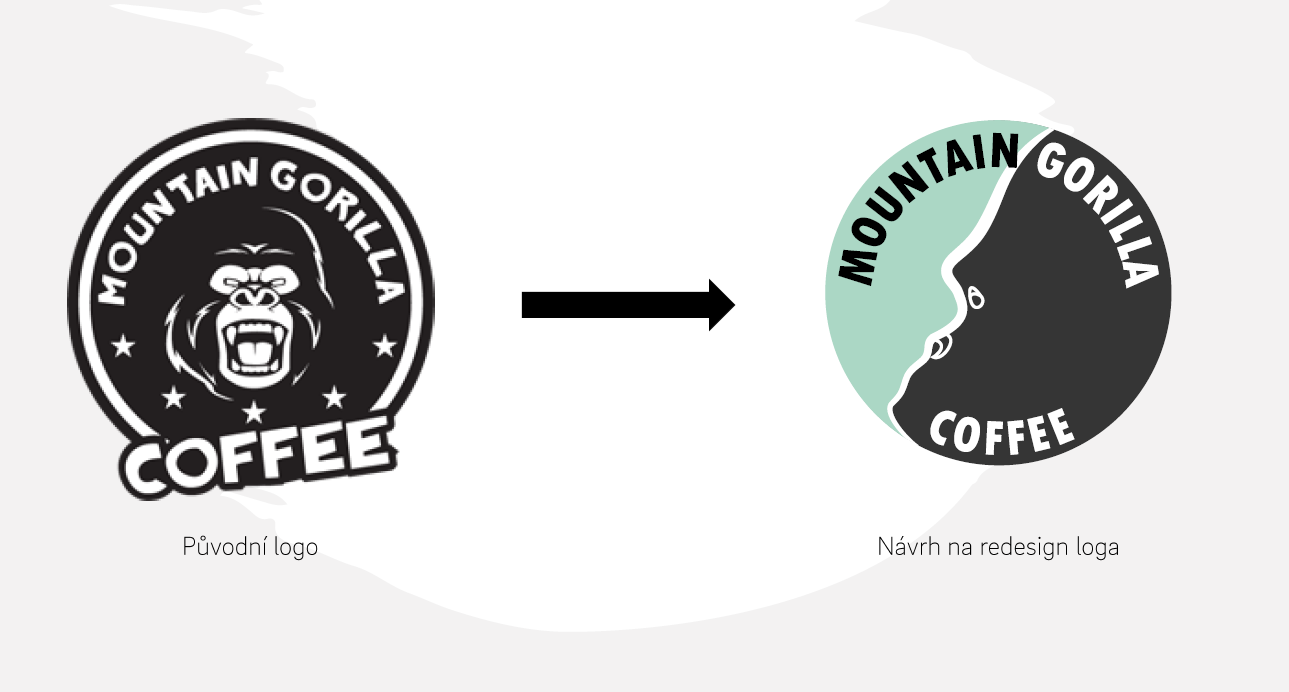 MOUNTAIN GORILLA
COFFEE
Původní logo
MOUNTAIN GORILLA
COFFEE
Návrh na redesign loga